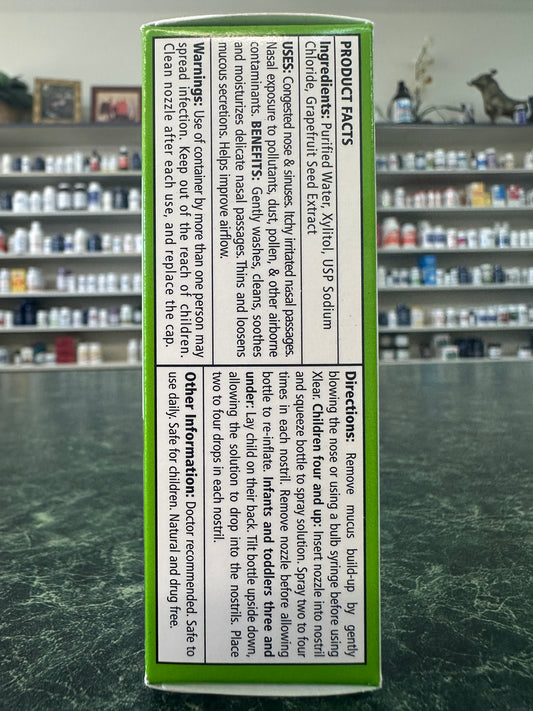 PRODUCT FACTS
Ingredients: Purified Water, Xylitol, USP Sodium
Chloride, Grapefruit Seed Extract
USES: Congested nose & sinuses. Itchy irritated nasal passages.
Nasal exposure to pollutants, dust, pollen, & other airborne
contaminants. BENEFITS: Gently washes, cleans, soothes
and moisturizes delicate nasal passages. Thins and loosens
mucous secretions. Helps improve airflow.
Warnings: Use of container by more than one person may
spread infection. Keep out of the reach of children.
Clean nozzle after each use, and replace the cap.
Directions: Remove mucus build-up by gently
blowing the nose or using a bulb syringe before using
Xlear. Children four and up: Insert nozzle into nostril
and squeeze bottle to spray solution. Spray two to four
times in each nostril. Remove nozzle before allowing
bottle to re-inflate. Infants and toddlers three and
under: Lay child on their back. Tilt bottle upside down,
allowing the solution to drop into the nostrils. Place
two to four drops in each nostril.
Other Information: Doctor recommended. Safe to
use daily. Safe for children. Natural and drug free.